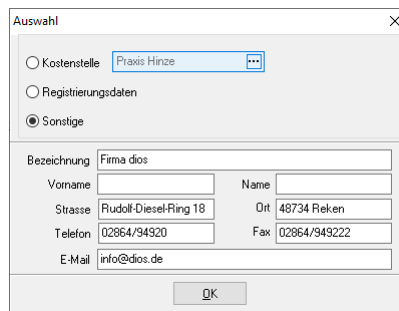 Auswahl
Kostenstelle Praxis Hinze ...
Registrierungsdaten
Sonstige
Bezeichnung Firma dios
Vorname Name
Strasse Rudolf-Diesel-Ring 18 Ort 48734 Reken
Telefon 02864/94920 Fax 02864/949222
E-Mail info@dios.de
OK